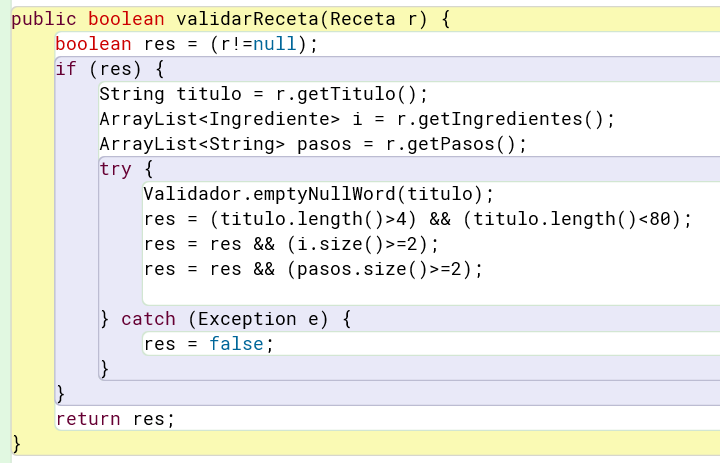 public boolean validarReceta(Receta r) {
boolean res = (r!=null);
if (res) {
String titulo = r.getTitulo();
ArrayList<Ingrediente> i = r.getIngredientes();
ArrayList<String> pasos = r.getPasos();
try {
Validador.emptyNullWord(titulo);
res = (titulo.length()>4) && (titulo.length()<80);
res = res && (i.size()>=2);
res = res && (pasos.size()>=2);
} catch (Exception e) {
res = false;
}
}
return res;
}